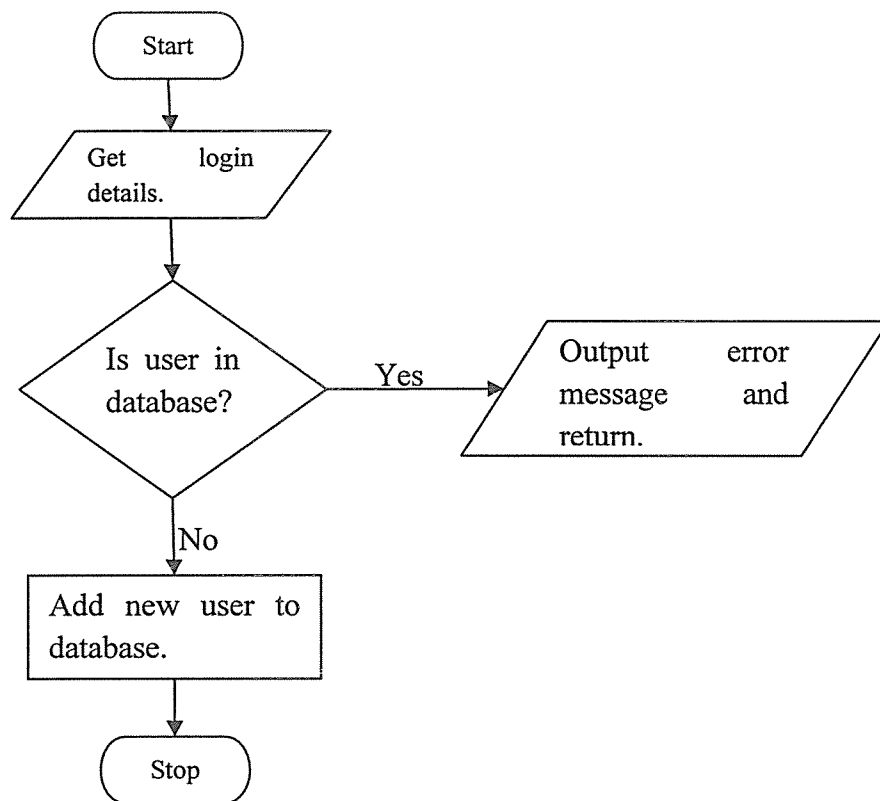 Start
Get login
details.
Is user in
database?
Yes
Output error
message and
return.
No
Add new user to
database.
Stop